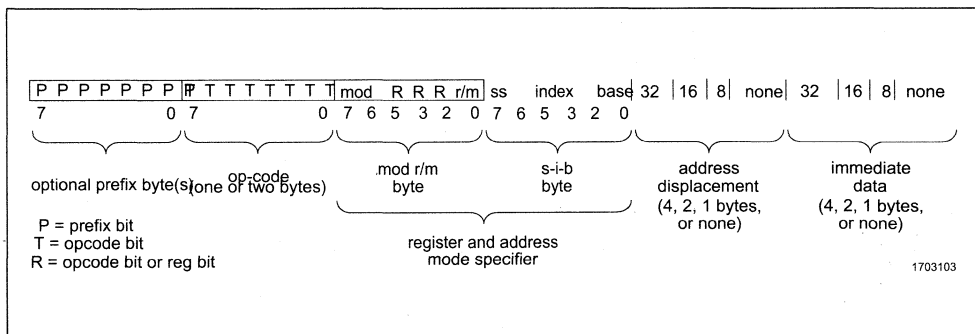 P P P P P P P P T T T T T T T T mod R R R r/m ss index base 32 | 16 | 8 | none | 32 | 16 | 8 | none
7 0 7 0 7 6 5 3 2 0 7 6 5 3 2 0
optional prefix byte(s)
op-code
(one or two bytes)
mod r/m
byte
s-i-b
byte
address
displacement
(4, 2, 1 bytes,
or none)
immediate
data
(4, 2, 1 bytes,
or none)
register and address
mode specifier
P = prefix bit
T = opcode bit
R = opcode bit or reg bit
1703103